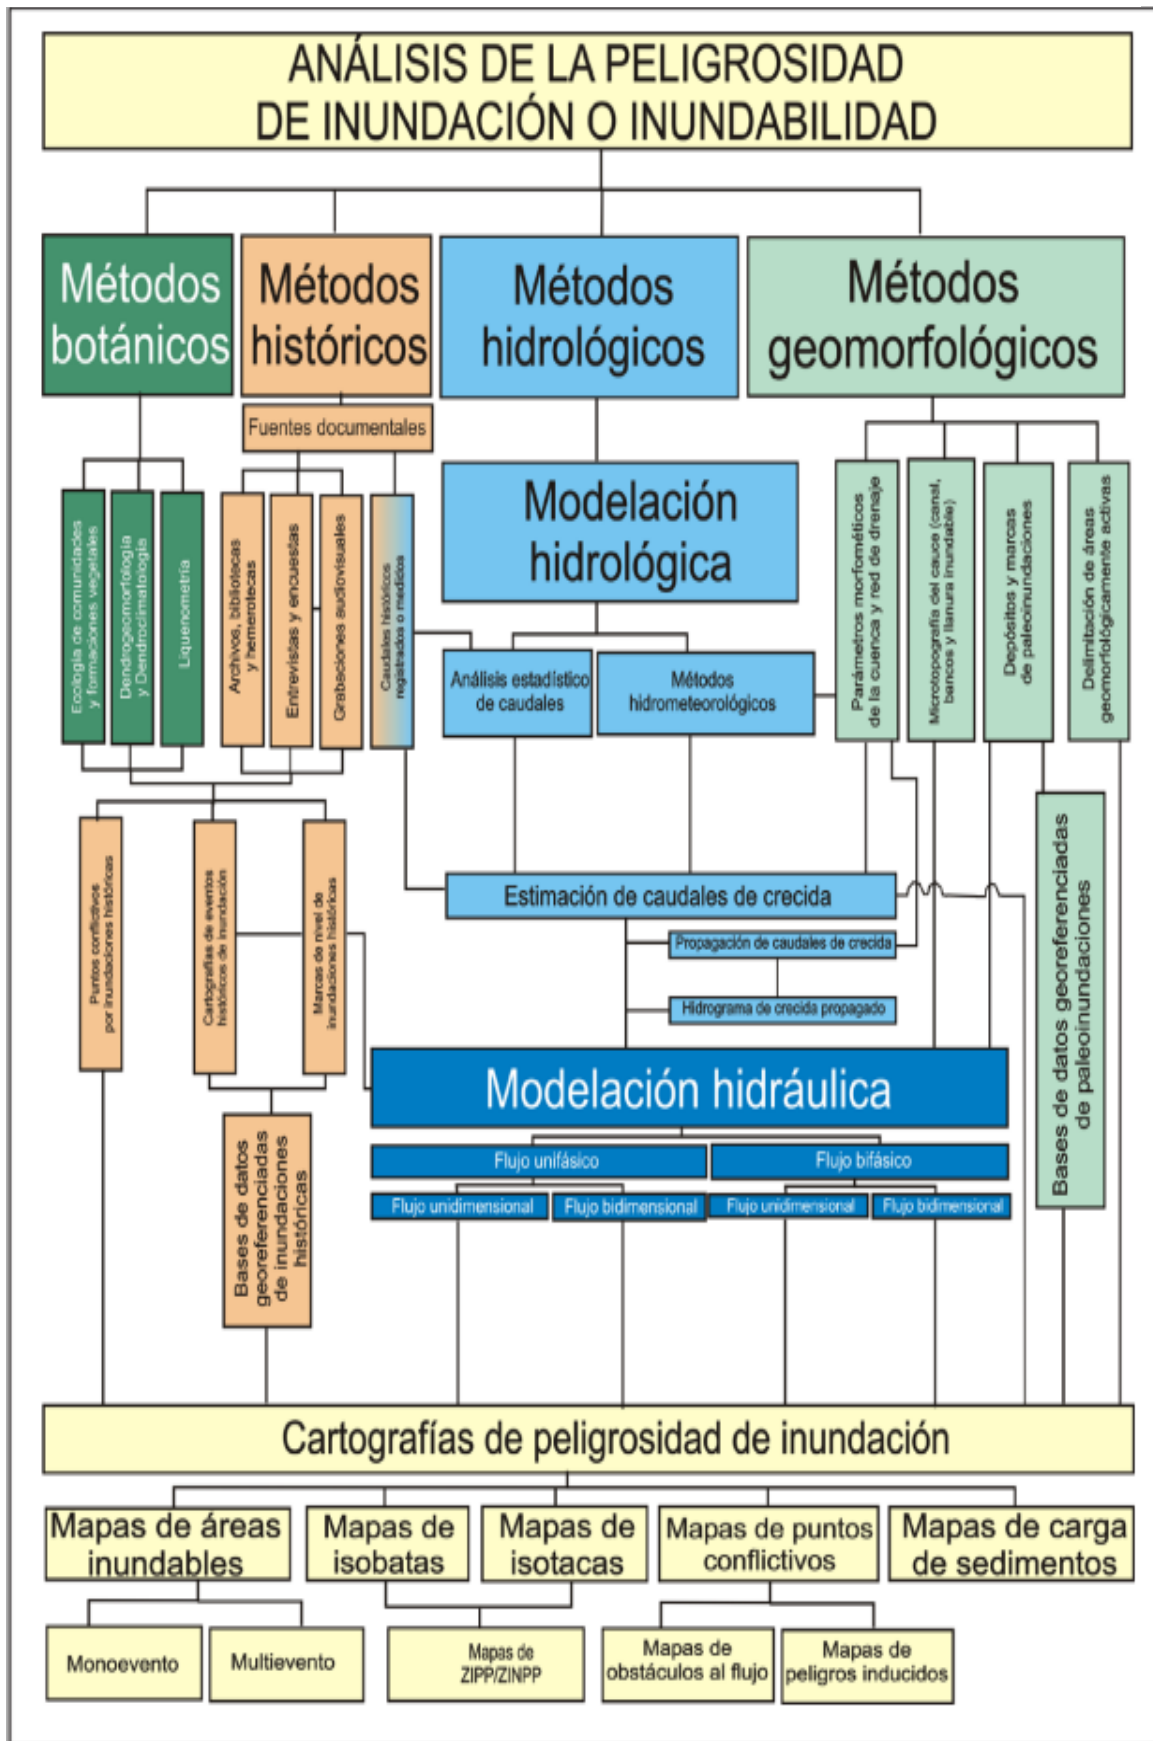 ANÁLISIS DE LA PELIGROSIDAD
DE INUNDACIÓN O INUNDABILIDAD
Métodos
botánicos
Métodos
históricos
Métodos
hidrológicos
Métodos
geomorfológicos
Fuentes documentales
Ecología de comunidades
y formaciones vegetales
Dendrogeomorfología
y Dendroclimatología
Liquenometría
Archivos, bibliotecas
y hemerotecas
Entrevistas y encuestas
Grabaciones audiovisuales
Caudales históricos
registrados o medidos
Modelación
hidrológica
Análisis estadístico
de caudales
Métodos
hidrometeorológicos
Parámetros morfométicos
de la cuenca y red de drenaje
Microtopografía del cauce (canal,
bancos y llanura inundable)
Depósitos y marcas
de paleoinundaciones
Delimitación de áreas
geomorfológicamente activas
Puntos conflictivos
por inundaciones históricas
Cartografías de eventos
históricos de inundación
Marcas de nivel de
inundaciones históricas
Estimación de caudales de crecida
Propagación de caudales de crecida
Hidrograma de crecida propagado
Bases de datos georeferenciadas
de paleoinundaciones
Modelación hidráulica
Flujo unifásico
Flujo bifásico
Flujo unidimensional
Flujo bidimensional
Flujo unidimensional
Flujo bidimensional
Bases de datos
georeferenciadas
de inundaciones
históricas
Cartografías de peligrosidad de inundación
Mapas de áreas
inundables
Mapas de
isobatas
Mapas de
isotacas
Mapas de puntos
conflictivos
Mapas de carga
de sedimentos
Monoevento
Multievento
Mapas de
ZIPP/ZINPP
Mapas de
obstáculos al flujo
Mapas de
peligros inducidos